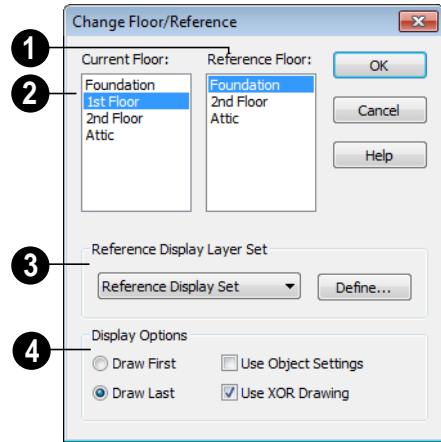 Change Floor/Reference
1
Current Floor: Reference Floor:
2
Foundation
1st Floor
2nd Floor
Attic
Foundation
2nd Floor
Attic
OK
Cancel
Help
3
Reference Display Layer Set
Reference Display Set
Define...
4
Display Options
Draw First Use Object Settings
Draw Last Use XOR Drawing